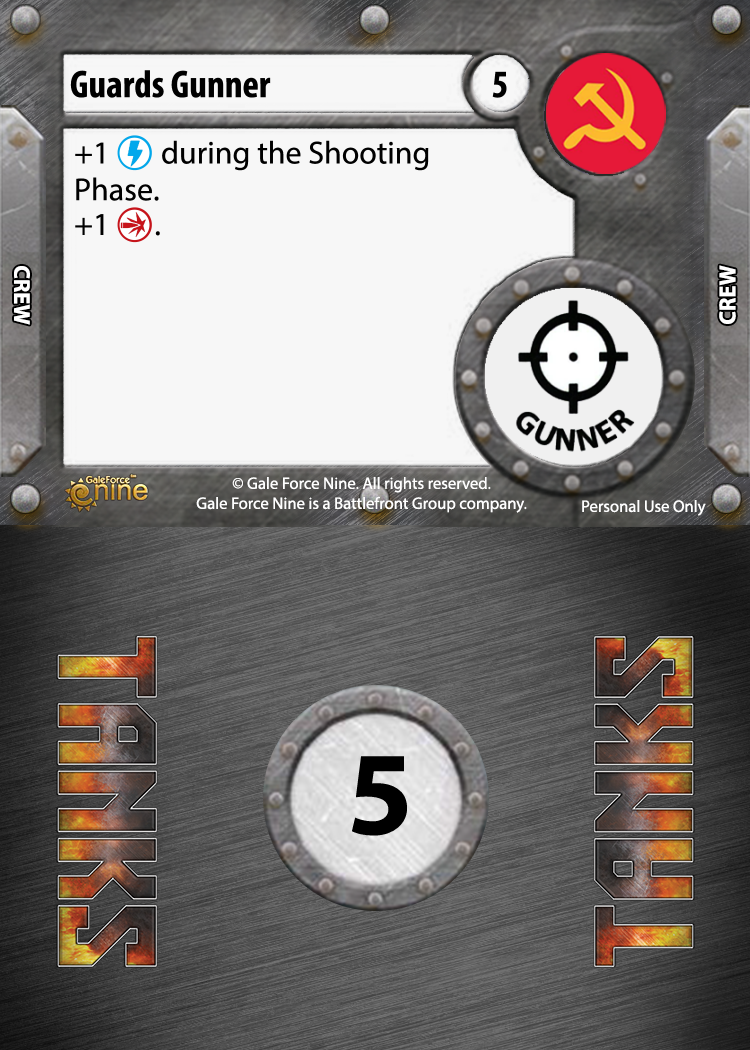 Guards Gunner
5
+1 during the Shooting
Phase.
+1 .
CREW
CREW
GUNNER
GaleForce™
nine
© Gale Force Nine. All rights reserved.
Gale Force Nine is a Battlefront Group company.
Personal Use Only
TANKS
5
TANKS